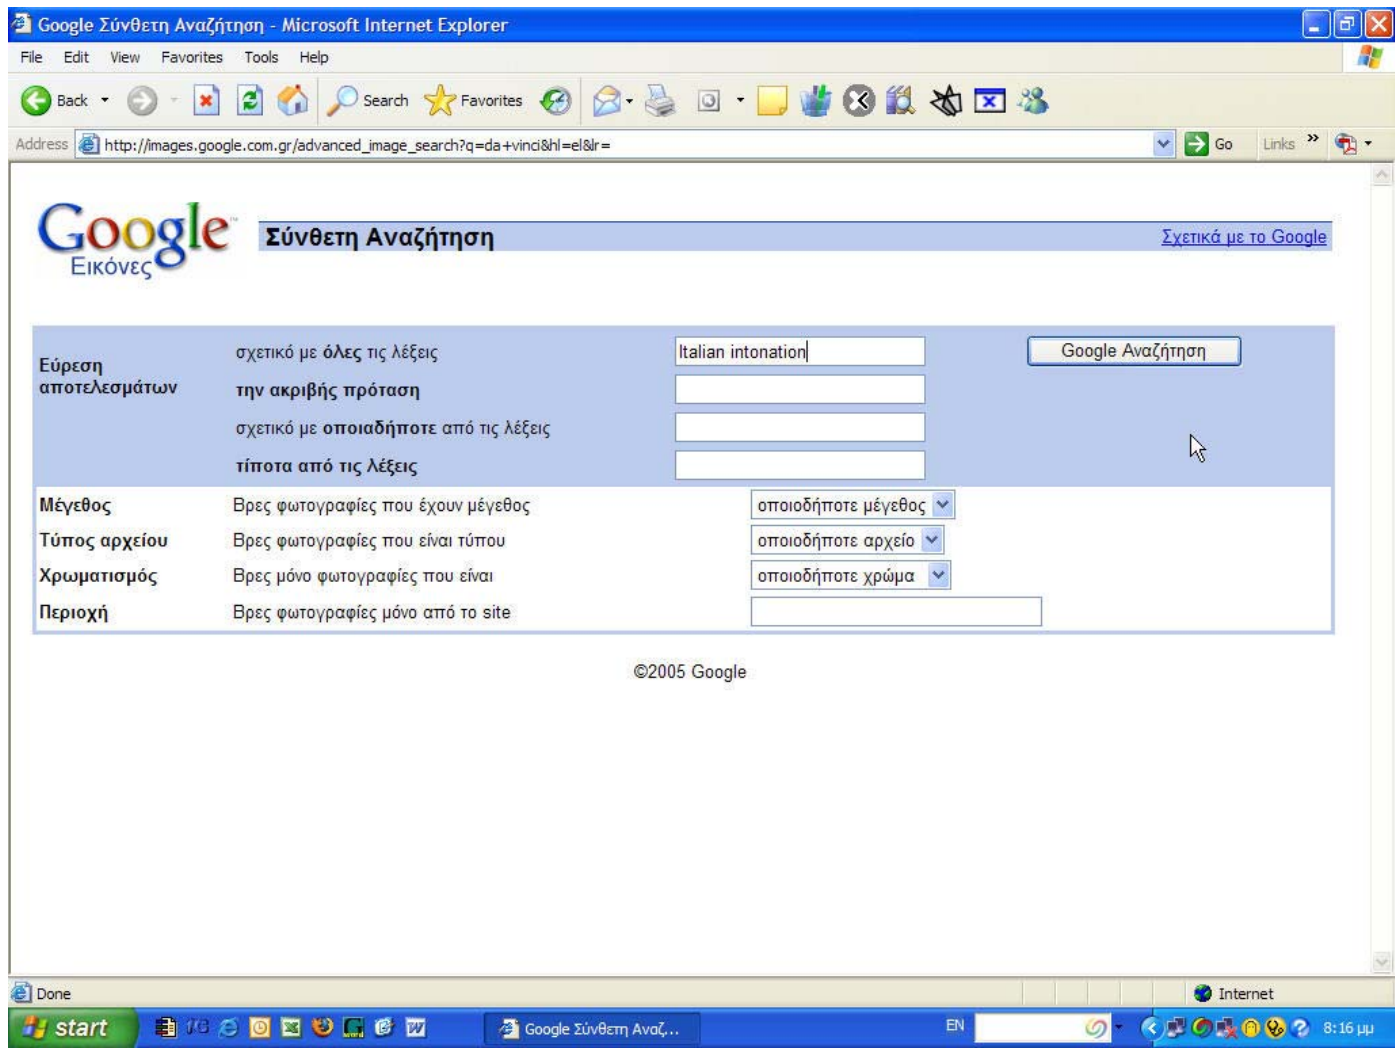 Google Σύνθετη Αναζήτηση - Microsoft Internet Explorer
File Edit View Favorites Tools Help
Back Search Favorites
Address http://images.google.com.gr/advanced_image_search?q=da+vinci&hl=el&lr= Go Links »
Google™ Εικόνες
Σύνθετη Αναζήτηση Σχετικά με το Google
Εύρεση αποτελεσμάτων
σχετικό με όλες τις λέξεις Italian intonation Google Αναζήτηση
την ακριβής πρόταση
σχετικό με οποιαδήποτε από τις λέξεις
τίποτα από τις λέξεις
Μέγεθος Βρες φωτογραφίες που έχουν μέγεθος οποιοδήποτε μέγεθος
Τύπος αρχείου Βρες φωτογραφίες που είναι τύπου οποιοδήποτε αρχείο
Χρωματισμός Βρες μόνο φωτογραφίες που είναι οποιοδήποτε χρώμα
Περιοχή Βρες φωτογραφίες μόνο από το site
©2005 Google
Done Internet
start Google Σύνθετη Αναζ... EN 8:16 μμ